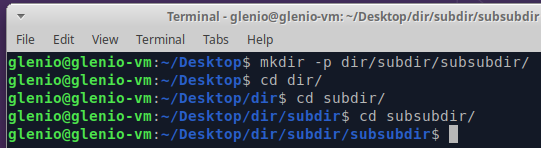 Terminal - glenio@glenio-vm: ~/Desktop/dir/subdir/subsubdir
File Edit View Terminal Tabs Help
glenio@glenio-vm:~/Desktop$ mkdir -p dir/subdir/subsubdir/
glenio@glenio-vm:~/Desktop$ cd dir/
glenio@glenio-vm:~/Desktop/dir$ cd subdir/
glenio@glenio-vm:~/Desktop/dir/subdir$ cd subsubdir/
glenio@glenio-vm:~/Desktop/dir/subdir/subsubdir$